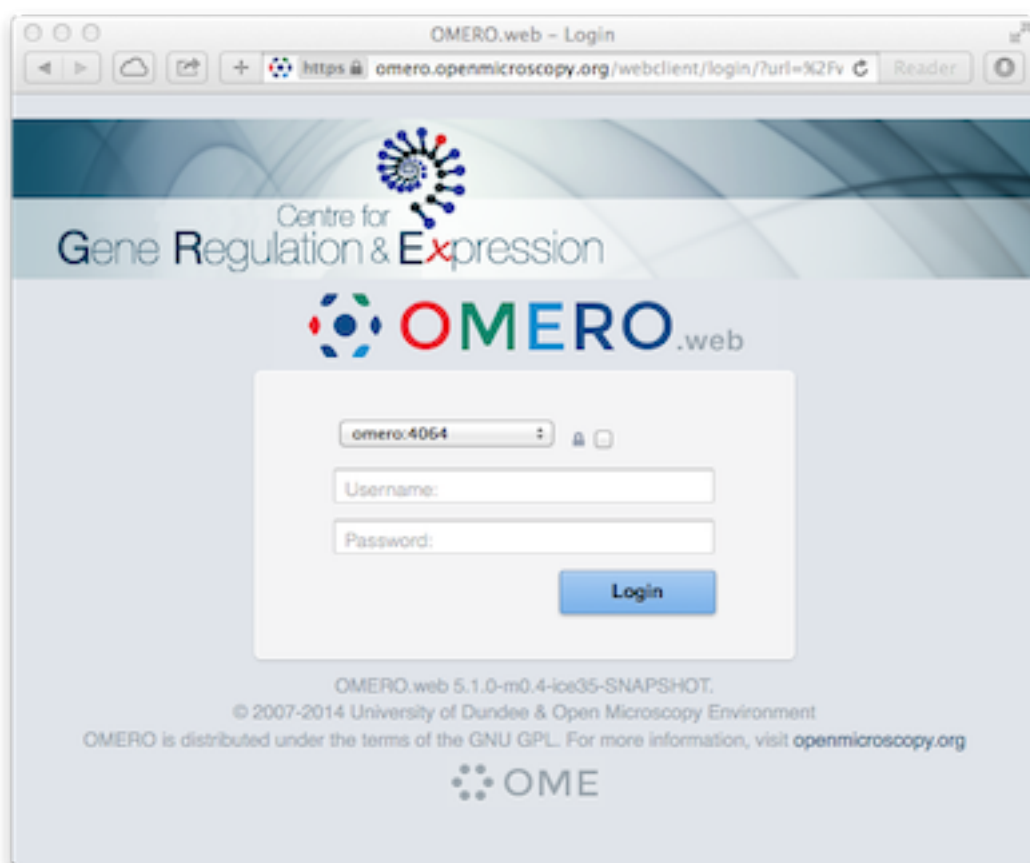 OMERO.web – Login
https omero.openmicroscopy.org/webclient/login/?url=%2Fv
Reader
Centre for
Gene Regulation & Expression
OMERO.web
omero:4064
Username:
Password:
Login
OMERO.web 5.1.0-m0.4-ice35-SNAPSHOT.
© 2007-2014 University of Dundee & Open Microscopy Environment
OMERO is distributed under the terms of the GNU GPL. For more information, visit openmicroscopy.org
OME